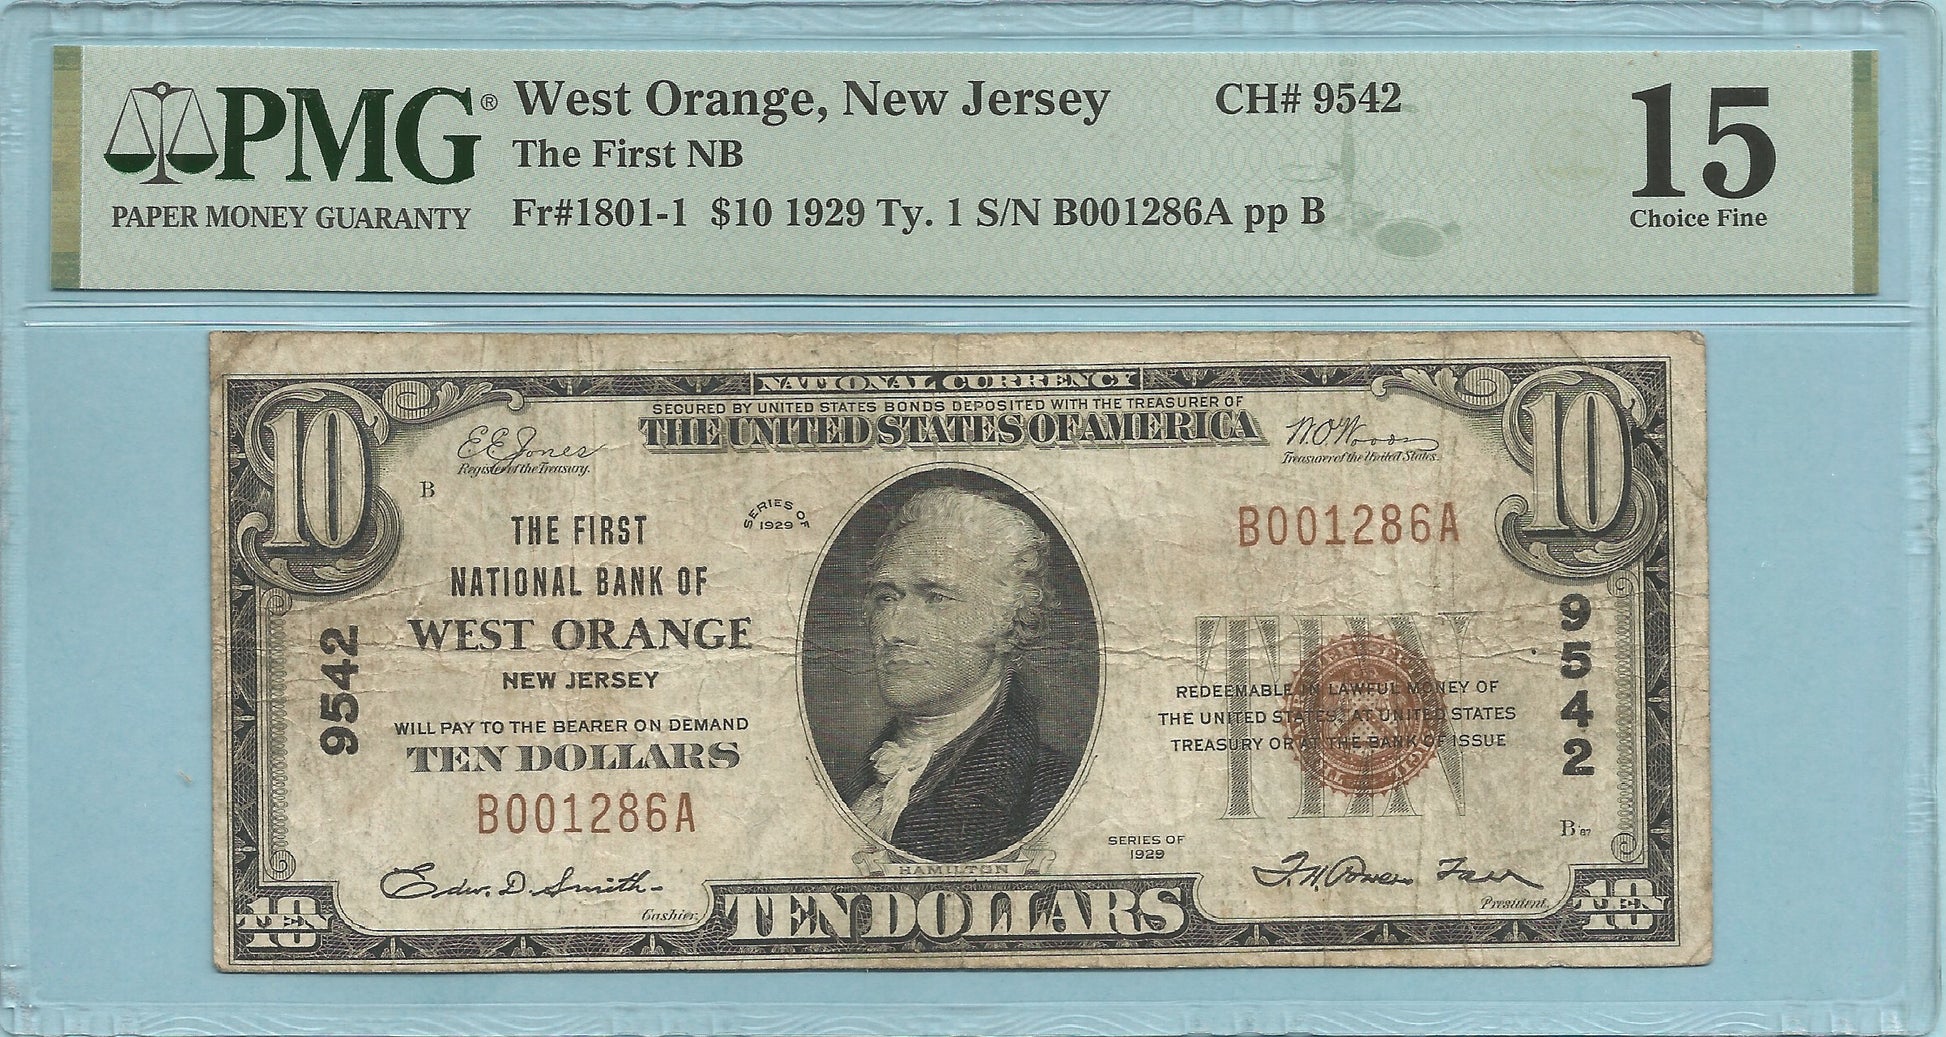 PMG®
PAPER MONEY GUARANTY
West Orange, New Jersey CH# 9542
The First NB
Fr#1801-1 $10 1929 Ty. 1 S/N B001286A pp B
15
Choice Fine
NATIONAL CURRENCY
SECURED BY UNITED STATES BONDS DEPOSITED WITH THE TREASURER OF
THE UNITED STATES OF AMERICA
10
10
E E Jones
Register of the Treasury.
W.O. Woods
Treasurer of the United States.
B
SERIES OF
1929
B001286A
THE FIRST
NATIONAL BANK OF
WEST ORANGE
NEW JERSEY
WILL PAY TO THE BEARER ON DEMAND
TEN DOLLARS
B001286A
9542
9542
TEN
REDEEMABLE IN LAWFUL MONEY OF
THE UNITED STATES, AT UNITED STATES
TREASURY OR AT THE BANK OF ISSUE
B 87
SERIES OF
1929
HAMILTON
Edw. D. Smith
Cashier.
President.
TEN
10
TEN DOLLARS
TEN
10